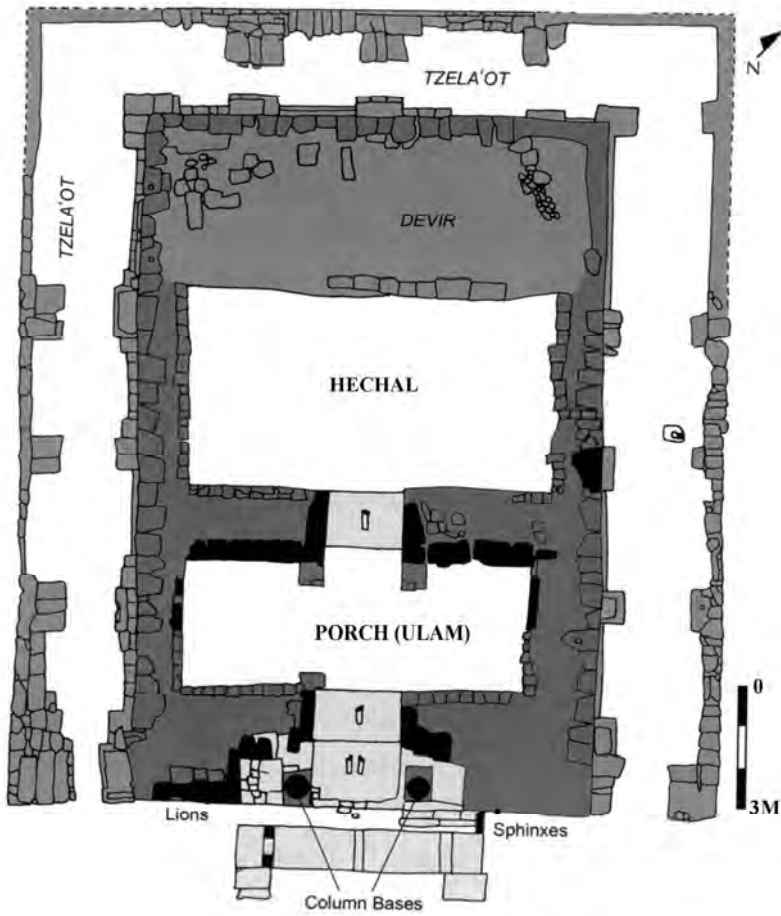 TZELA'OT
N
TZELA'OT
DEVIR
HECHAL
PORCH (ULAM)
0
3M
Lions
Sphinxes
Column Bases